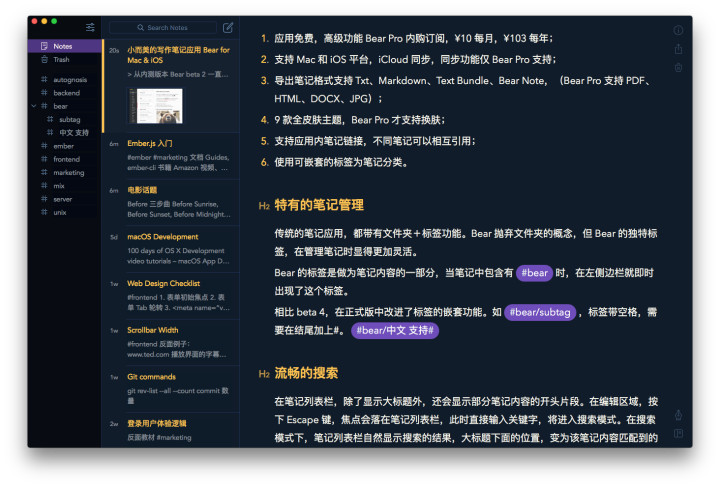 Notes
Trash
# autognosis
# backend
# bear
# subtag
# 中文 支持
# ember
# frontend
# marketing
# mix
# server
# unix
Search Notes
20s
小而美的写作笔记应用 Bear for
Mac & iOS
> 从内测版本 Bear beta 2 一直…
6m
Ember.js 入门
#ember #marketing 文档 Guides,
ember-cli 书籍 Amazon 视频、…
6m
电影话题
Before 三步曲 Before Sunrise,
Before Sunset, Before Midnight…
5d
macOS Development
100 days of OS X Development
video tutorials – macOS App D…
1w
Web Design Checklist
#frontend 1. 表单初始焦点 2. 表
单 Tab 轮转 3. <meta name="v…
1w
Scrollbar Width
#frontend 反面例子:
www.ted.com 播放界面的字幕…
1w
Git commands
git rev-list --all --count commit 数
量
2w
登录用户体验逻辑
反面教材 #marketing
1. 应用免费，高级功能 Bear Pro 内购订阅，¥10 每月，¥103 每年；
2. 支持 Mac 和 iOS 平台，iCloud 同步，同步功能仅 Bear Pro 支持；
3. 导出笔记格式支持 Txt、Markdown、Text Bundle、Bear Note，（Bear Pro 支持 PDF、
HTML、DOCX、JPG）；
4. 9 款全皮肤主题，Bear Pro 才支持换肤；
5. 支持应用内笔记链接，不同笔记可以相互引用；
6. 使用可嵌套的标签为笔记分类。
H2 特有的笔记管理
传统的笔记应用，都带有文件夹＋标签功能。Bear 抛弃文件夹的概念，但 Bear 的独特标
签，在管理笔记时显得更加灵活。
Bear 的标签是做为笔记内容的一部分，当笔记中包含有 #bear 时，在左侧边栏就即时
出现了这个标签。
相比 beta 4，在正式版中改进了标签的嵌套功能。如 #bear/subtag ，标签带空格，需
要在结尾加上#。 #bear/中文 支持#
H2 流畅的搜索
在笔记列表栏，除了显示大标题外，还会显示部分笔记内容的开头片段。在编辑区域，按
下 Escape 键，焦点会落在笔记列表栏，此时直接输入关键字，将进入搜索模式。在搜索
模式下，笔记列表栏自然显示搜索的结果，大标题下面的位置，变为该笔记内容匹配到的